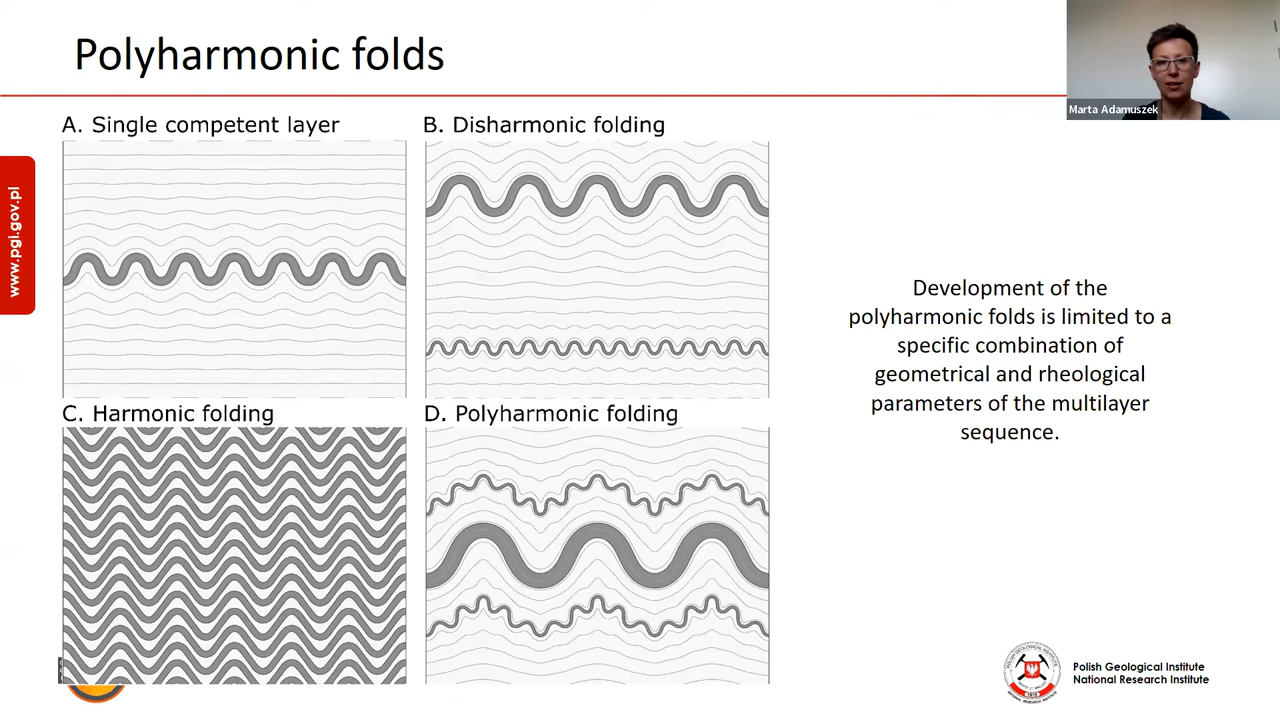 Polyharmonic folds
Marta Adamuszek
www.pgi.gov.pl
A. Single competent layer
B. Disharmonic folding
C. Harmonic folding
D. Polyharmonic folding
Development of the
polyharmonic folds is limited to a
specific combination of
geometrical and rheological
parameters of the multilayer
sequence.
Polish Geological Institute
National Research Institute